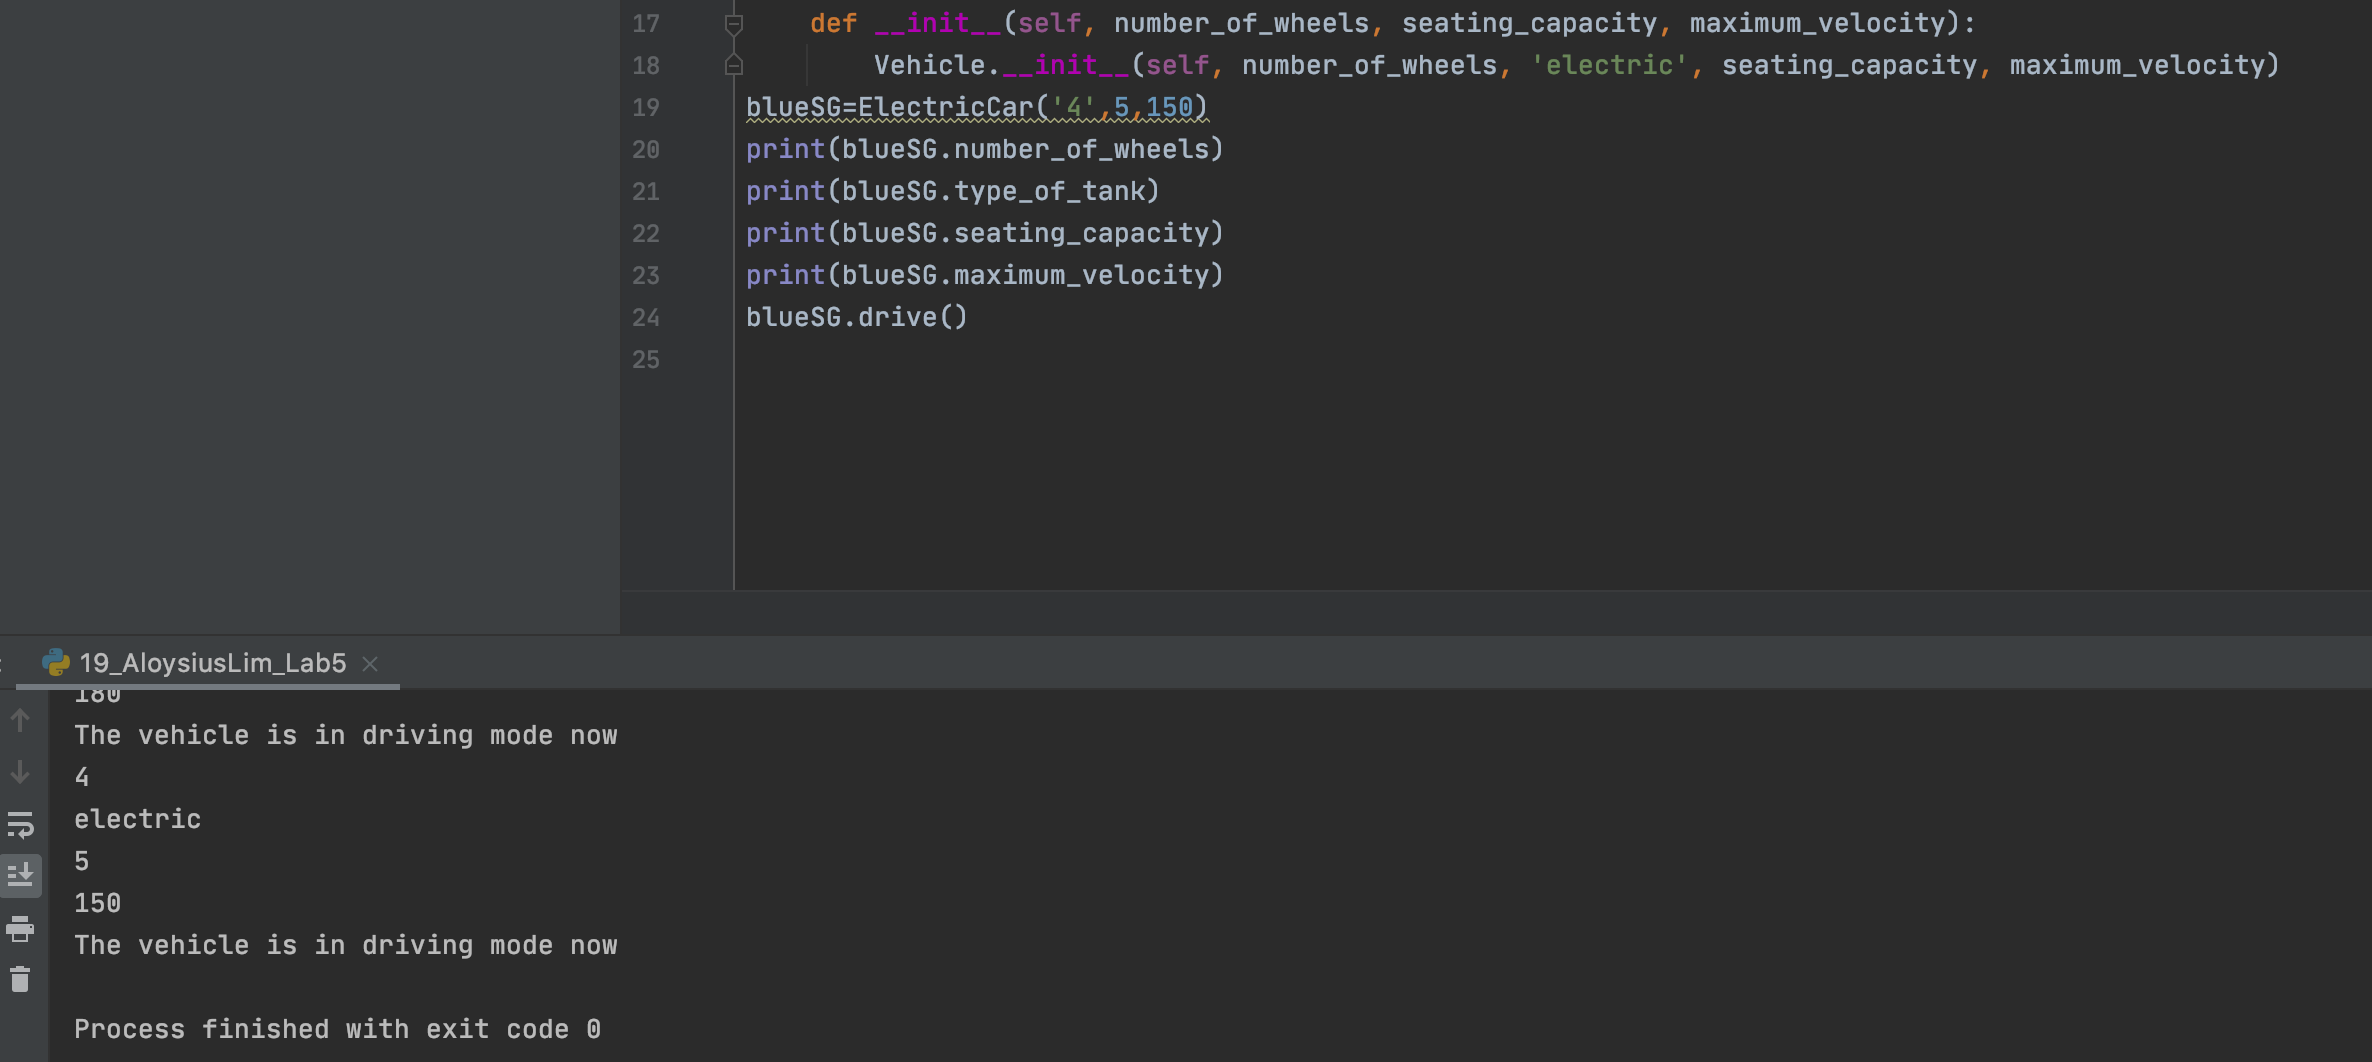 17 def __init__(self, number_of_wheels, seating_capacity, maximum_velocity):
18 Vehicle.__init__(self, number_of_wheels, 'electric', seating_capacity, maximum_velocity)
19 blueSG=ElectricCar('4',5,150)
20 print(blueSG.number_of_wheels)
21 print(blueSG.type_of_tank)
22 print(blueSG.seating_capacity)
23 print(blueSG.maximum_velocity)
24 blueSG.drive()
25
19_AloysiusLim_Lab5
180
The vehicle is in driving mode now
4
electric
5
150
The vehicle is in driving mode now
Process finished with exit code 0